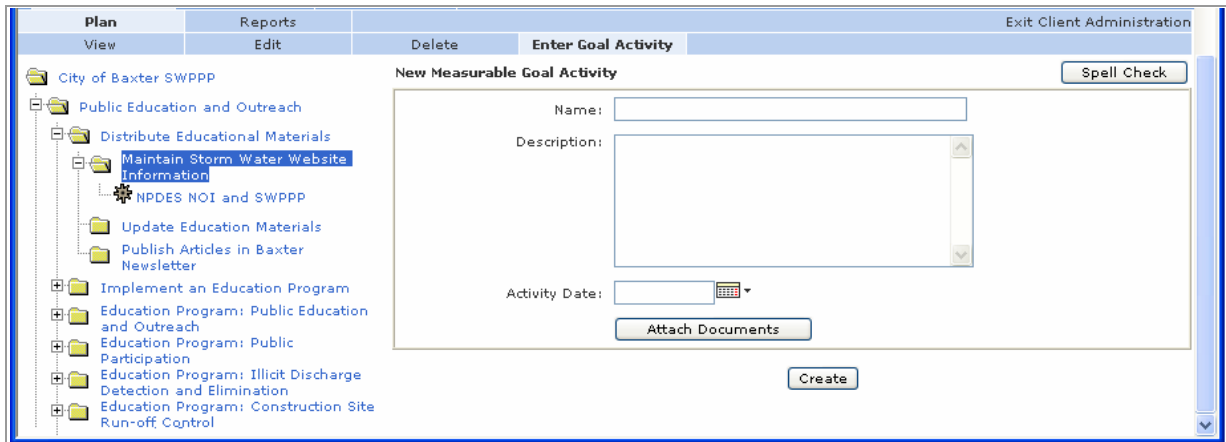 Plan Reports Exit Client Administration
View Edit Delete Enter Goal Activity
City of Baxter SWPPP
Public Education and Outreach
Distribute Educational Materials
Maintain Storm Water Website
Information
NPDES NOI and SWPPP
Update Education Materials
Publish Articles in Baxter
Newsletter
Implement an Education Program
Education Program: Public Education
and Outreach
Education Program: Public
Participation
Education Program: Illicit Discharge
Detection and Elimination
Education Program: Construction Site
Run-off Control
New Measurable Goal Activity
Spell Check
Name:
Description:
Activity Date:
Attach Documents
Create